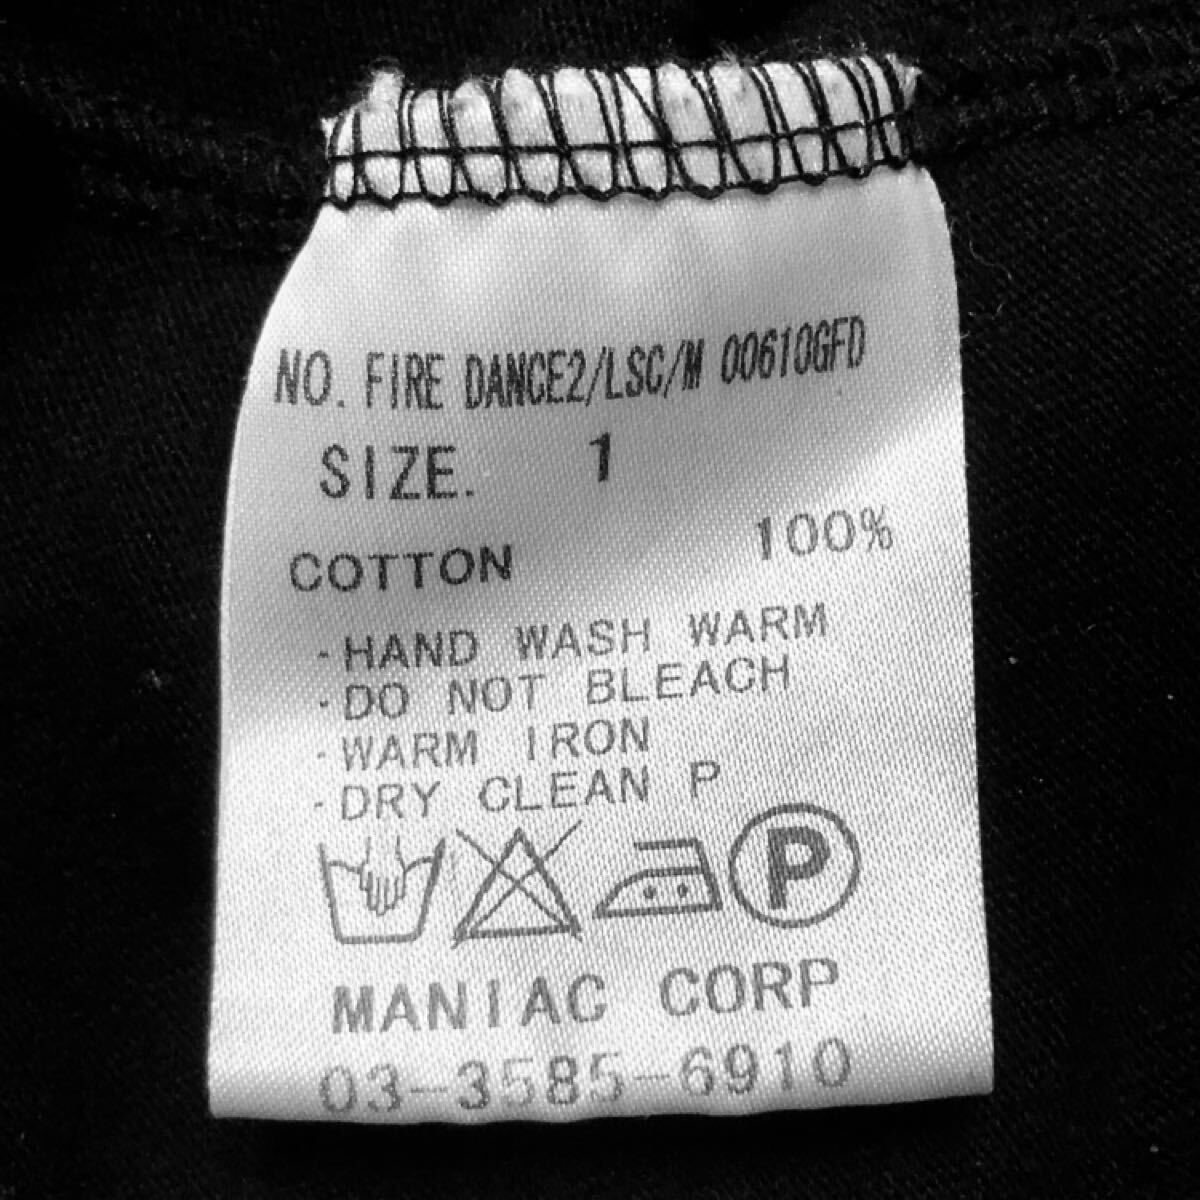 NO. FIRE DANCE2/LSC/M 00610GFD
SIZE. 1
COTTON 100%
·HAND WASH WARM
·DO NOT BLEACH
·WARM IRON
·DRY CLEAN P
P
MANIAC CORP
03-3585-6910